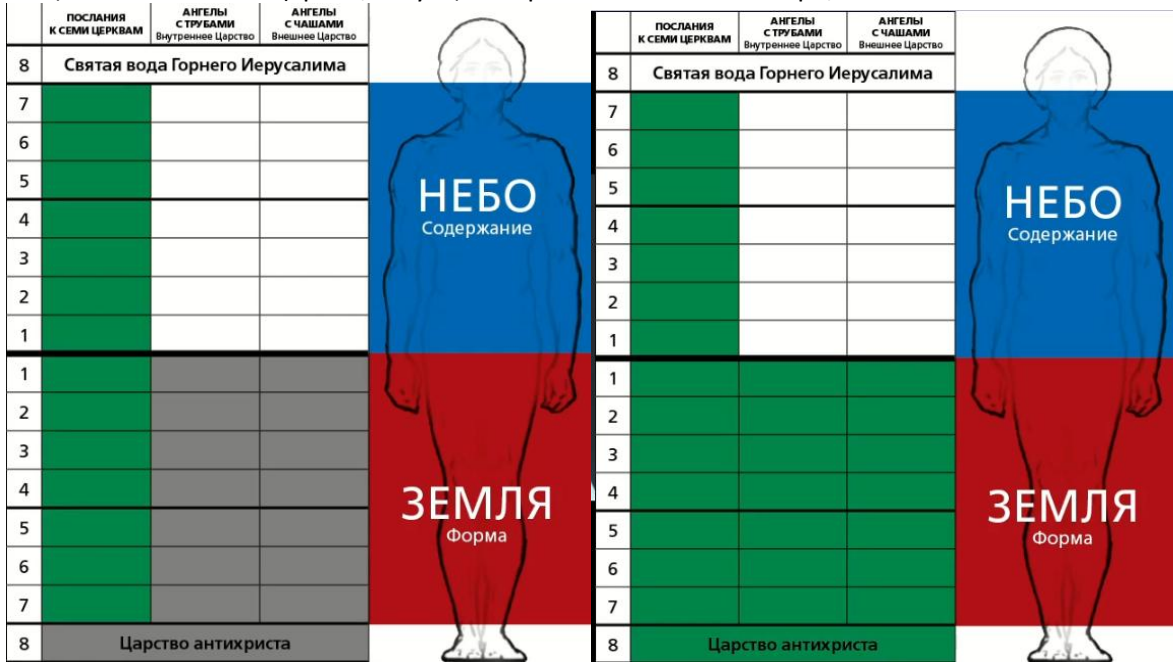 ПОСЛАНИЯ К СЕМИ ЦЕРКВАМ
АНГЕЛЫ С ТРУБАМИ Внутреннее Царство
АНГЕЛЫ С ЧАШАМИ Внешнее Царство
8 Святая вода Горнего Иерусалима
7
6
5
4
3
2
1
1
2
3
4
5
6
7
8 Царство антихриста
НЕБО
Содержание
ЗЕМЛЯ
Форма
ПОСЛАНИЯ К СЕМИ ЦЕРКВАМ
АНГЕЛЫ С ТРУБАМИ Внутреннее Царство
АНГЕЛЫ С ЧАШАМИ Внешнее Царство
8 Святая вода Горнего Иерусалима
7
6
5
4
3
2
1
1
2
3
4
5
6
7
8 Царство антихриста
НЕБО
Содержание
ЗЕМЛЯ
Форма